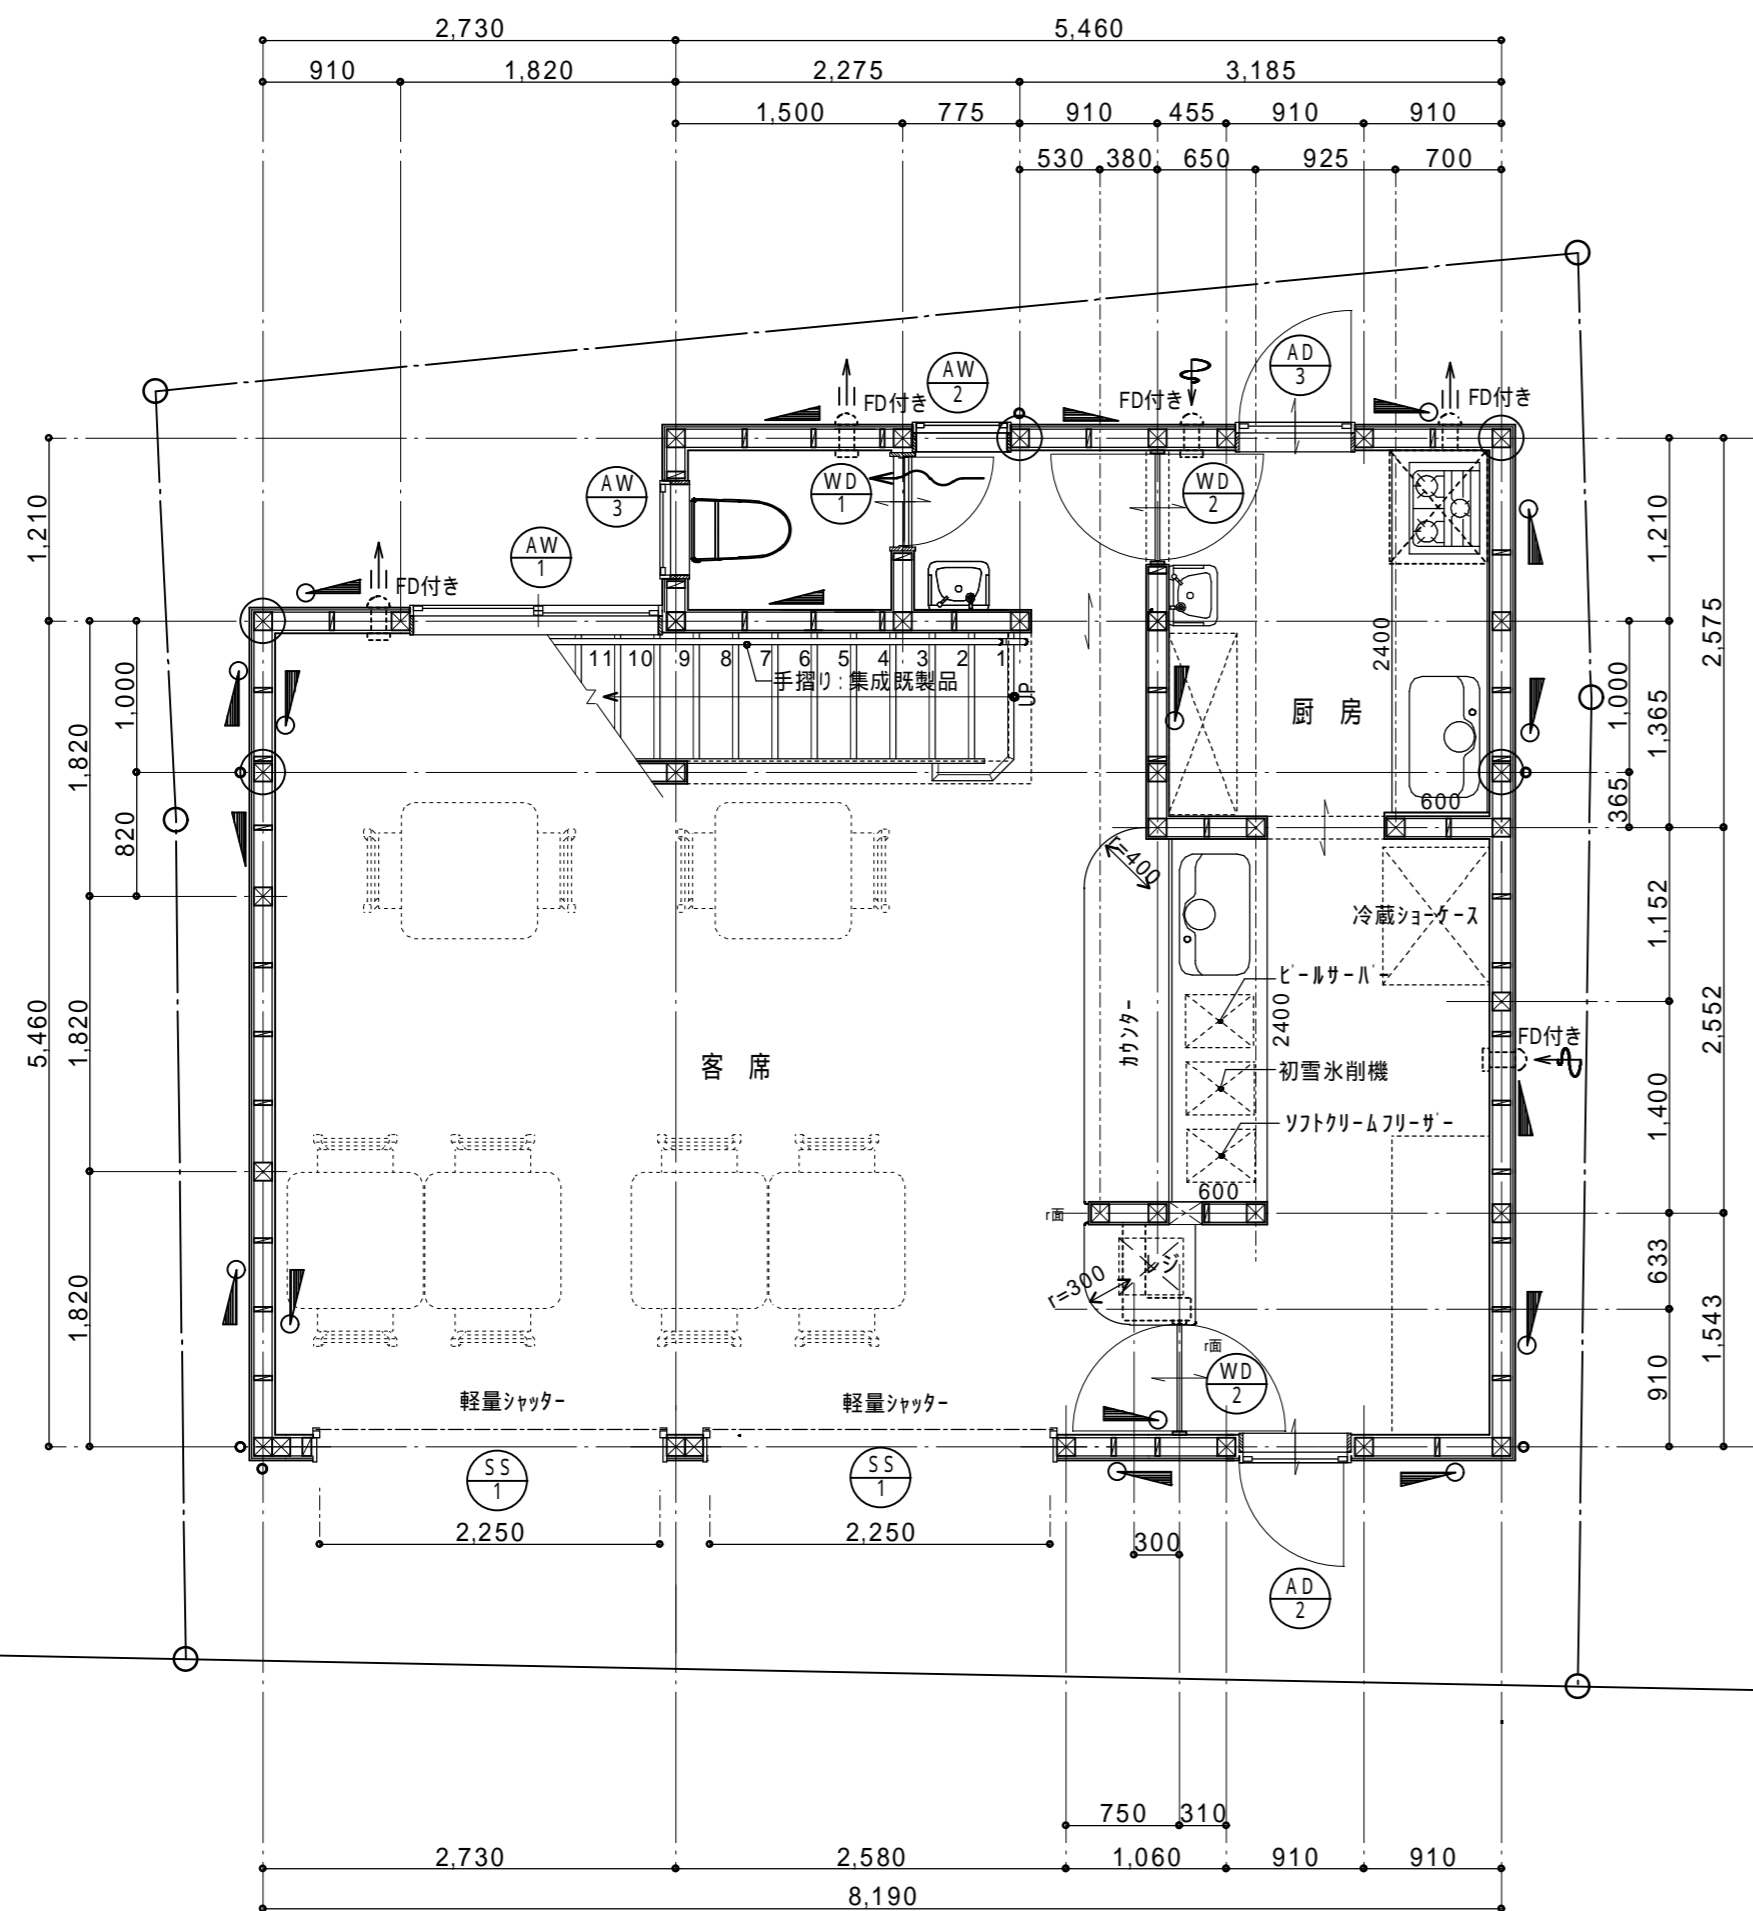 2,730 5,460
910 1,820 2,275 3,185
1,500 775 910 455 910 910
530 380 650 925 700
AW
2
AD
3
FD付き
FD付き
FD付き
AW
3
WD
1
WD
2
AW
1
FD付き
1,210
1,210
11 10 9 8 7 6 5 4 3 2 1
手摺り:集成既製品
UP
2400
厨 房
600
1,000
1,820
820
2,575
1,000
1,365
365
r=400
冷蔵ショーケース
ビールサーバー
カウンター
2400
初雪氷削機
ソフトクリームフリーザー
客 席
600
5,460
1,820
1,152
2,552
FD付き
1,400
r面
レジ
r=300
r面
WD
2
1,820
633
1,543
910
軽量シャッター
軽量シャッター
SS
1
SS
1
2,250
2,250
300
AD
2
750 310
2,730 2,580 1,060 910 910
8,190